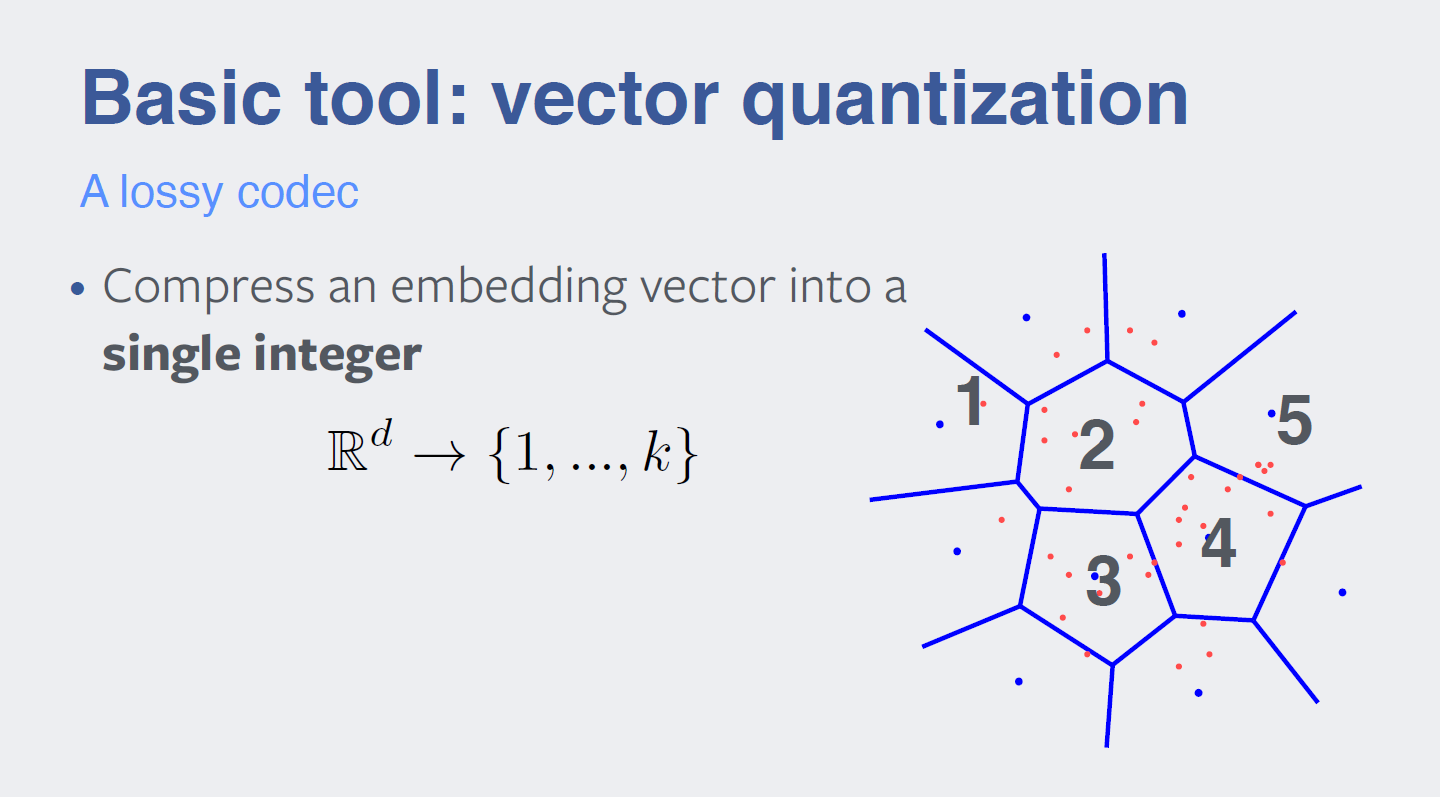 Basic tool: vector quantization
A lossy codec
• Compress an embedding vector into a
single integer
ℝᵈ → {1, ..., k}
1
2
5
4
3